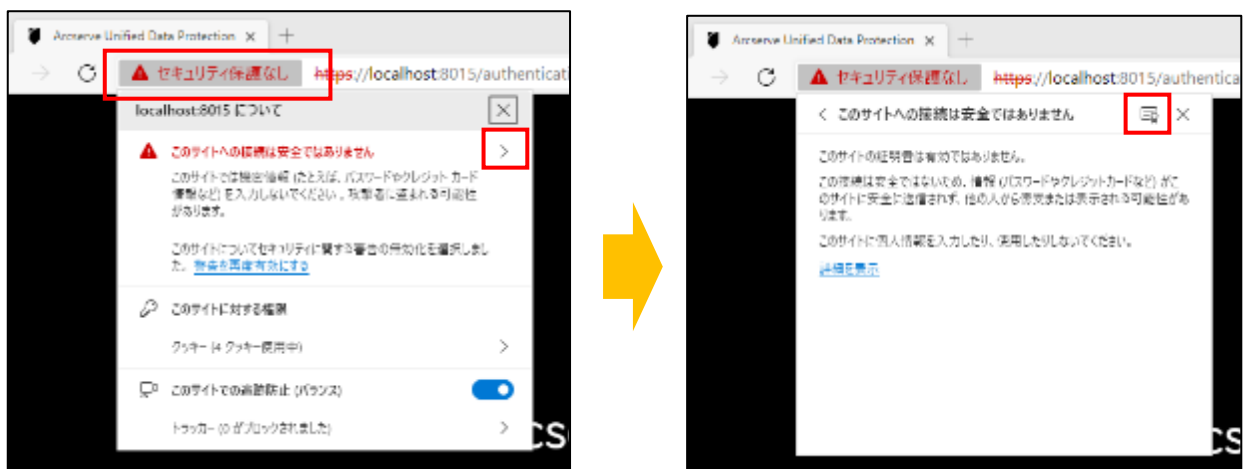 Arcserve Unified Data Protection
セキュリティ保護なし https://localhost:8015/authenticati
localhost:8015 について
このサイトへの接続は安全ではありません
このサイトでは機密情報 (たとえば、パスワードやクレジット カード
情報など) を入力しないでください。攻撃者に盗まれる可能性
があります。
このサイトについてセキュリティに関する警告の無効化を選択しまし
た。 警告を再度有効にする
このサイトに対する権限
クッキー (4 クッキー使用中)
このサイトでの追跡防止 (バランス)
トラッカー (0 がブロックされました)
cs
Arcserve Unified Data Protection
セキュリティ保護なし https://localhost:8015/authentica
このサイトへの接続は安全ではありません
このサイトの証明書は有効ではありません。
この接続は安全ではないため、情報 (パスワードやクレジットカードなど) がこ
のサイトに安全に送信されず、他の人から傍受または表示される可能性があ
ります。
このサイトに個人情報を入力したり、使用したりしないでください。
詳細を表示
cs